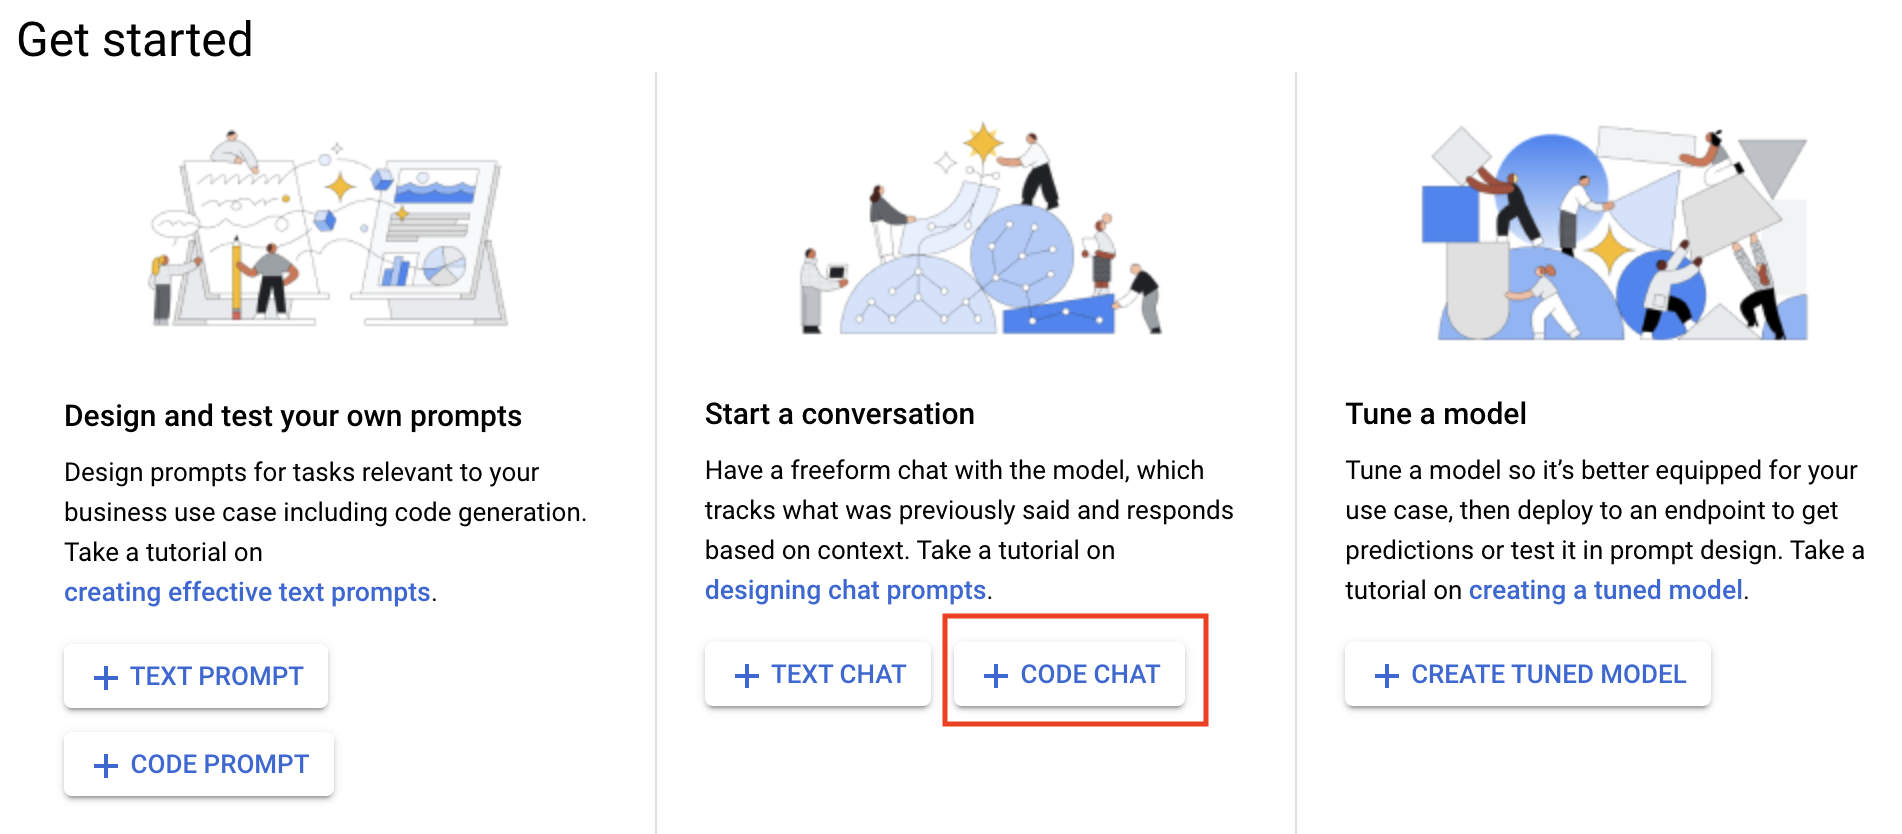 Get started
Design and test your own prompts
Design prompts for tasks relevant to your
business use case including code generation.
Take a tutorial on
creating effective text prompts.
+ TEXT PROMPT
+ CODE PROMPT
Start a conversation
Have a freeform chat with the model, which
tracks what was previously said and responds
based on context. Take a tutorial on
designing chat prompts.
+ TEXT CHAT
+ CODE CHAT
Tune a model
Tune a model so it’s better equipped for your
use case, then deploy to an endpoint to get
predictions or test it in prompt design. Take a
tutorial on creating a tuned model.
+ CREATE TUNED MODEL